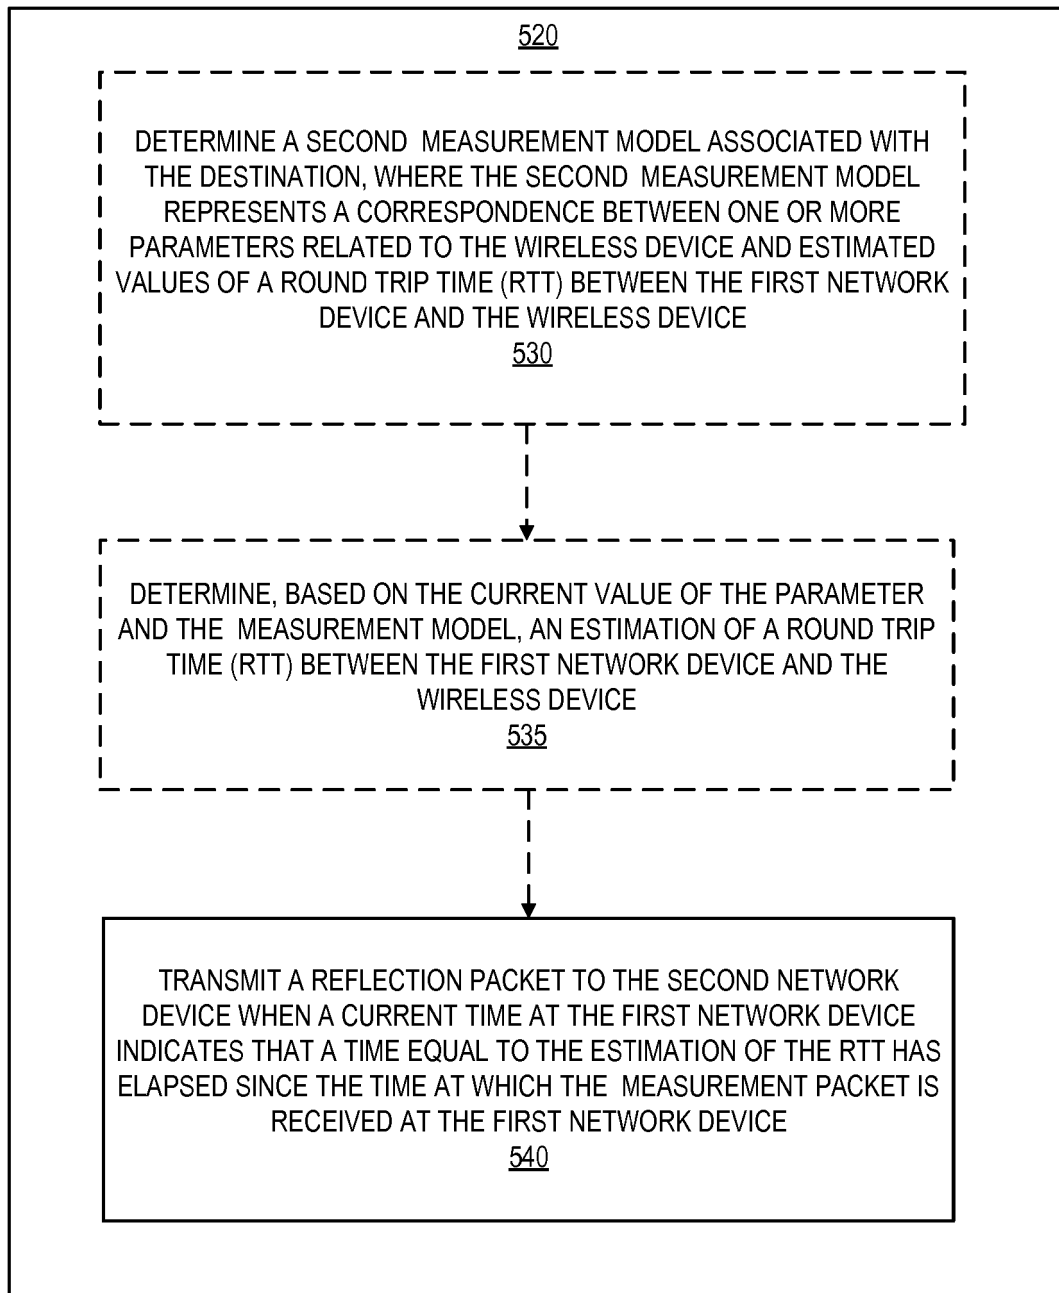 520
DETERMINE A SECOND MEASUREMENT MODEL ASSOCIATED WITH
THE DESTINATION, WHERE THE SECOND MEASUREMENT MODEL
REPRESENTS A CORRESPONDENCE BETWEEN ONE OR MORE
PARAMETERS RELATED TO THE WIRELESS DEVICE AND ESTIMATED
VALUES OF A ROUND TRIP TIME (RTT) BETWEEN THE FIRST NETWORK
DEVICE AND THE WIRELESS DEVICE
530
DETERMINE, BASED ON THE CURRENT VALUE OF THE PARAMETER
AND THE MEASUREMENT MODEL, AN ESTIMATION OF A ROUND TRIP
TIME (RTT) BETWEEN THE FIRST NETWORK DEVICE AND THE
WIRELESS DEVICE
535
TRANSMIT A REFLECTION PACKET TO THE SECOND NETWORK
DEVICE WHEN A CURRENT TIME AT THE FIRST NETWORK DEVICE
INDICATES THAT A TIME EQUAL TO THE ESTIMATION OF THE RTT HAS
ELAPSED SINCE THE TIME AT WHICH THE MEASUREMENT PACKET IS
RECEIVED AT THE FIRST NETWORK DEVICE
540